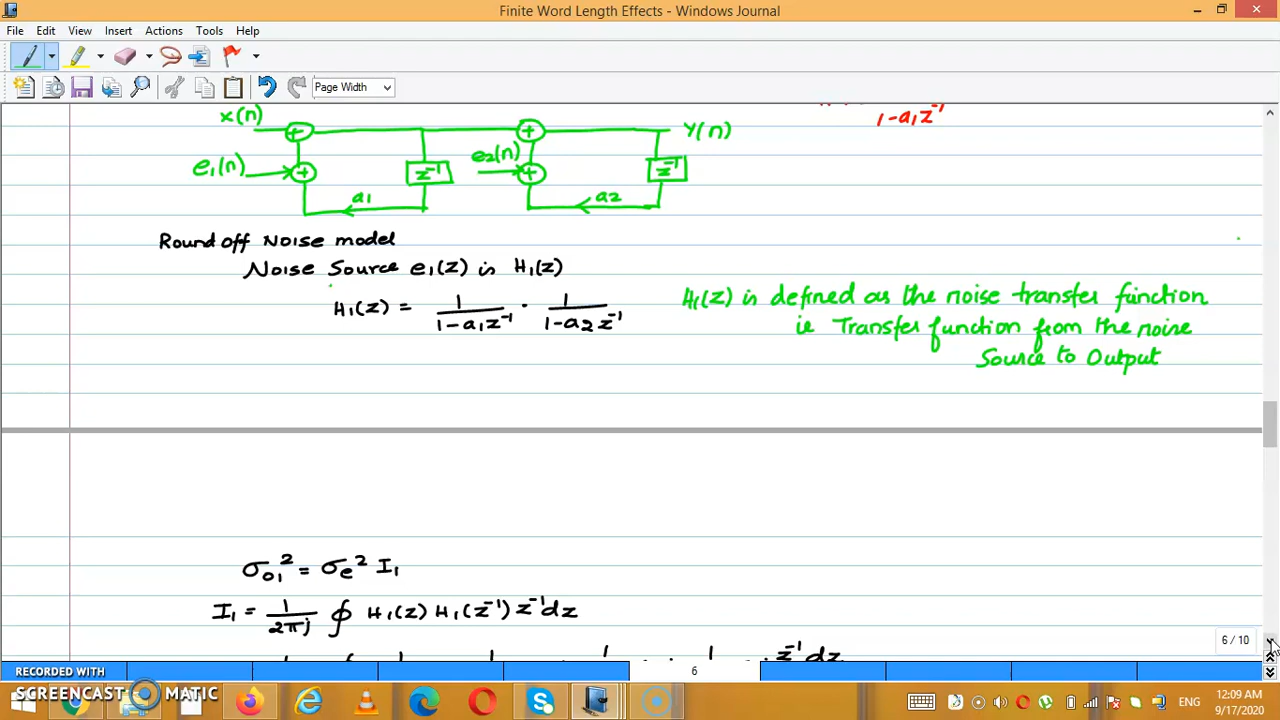 Finite Word Length Effects - Windows Journal
File Edit View Insert Actions Tools Help
Page Width
x(n)
y(n)
1-a1z⁻¹
e1(n)
z⁻¹
e2(n)
z⁻¹
a1
a2
Round off Noise model
Noise Source e1(z) is H1(z)
H1(z) = 1/(1-a1z⁻¹) · 1/(1-a2z⁻¹)
H1(z) is defined as the noise transfer function
ie Transfer function from the noise
Source to Output
σo1² = σe² I1
I1 = 1/2πj ∮ H1(z) H1(z⁻¹) z⁻¹dz
z⁻¹dz
6 / 10
6
RECORDED WITH
SCREENCAST MATIC
ENG
12:09 AM
9/17/2020